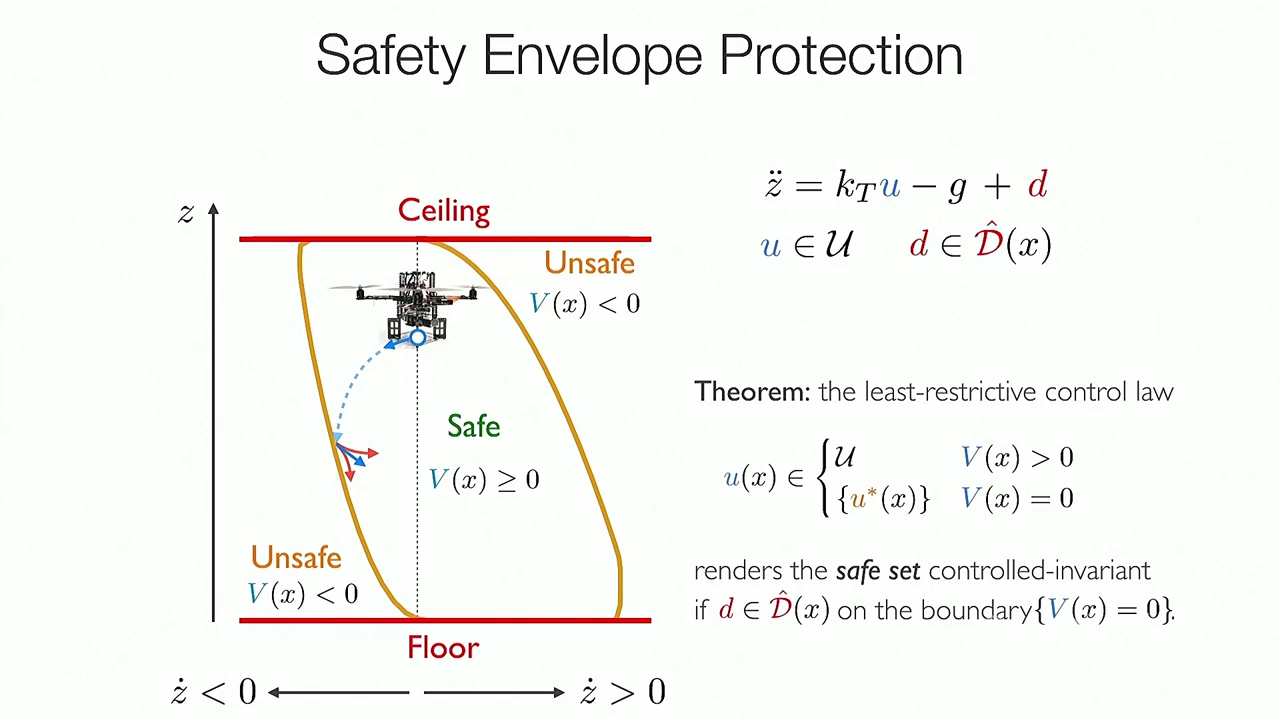 Safety Envelope Protection
z̈ = k_T u − g + d
u ∈ 𝒰 d ∈ 𝒟̂(x)
z
Ceiling
Unsafe
V(x) < 0
Safe
V(x) ≥ 0
Unsafe
V(x) < 0
Floor
ż < 0 ż > 0
Theorem: the least-restrictive control law
u(x) ∈ { 𝒰 V(x) > 0
{u*(x)} V(x) = 0
renders the safe set controlled-invariant
if d ∈ 𝒟̂(x) on the boundary{V(x) = 0}.